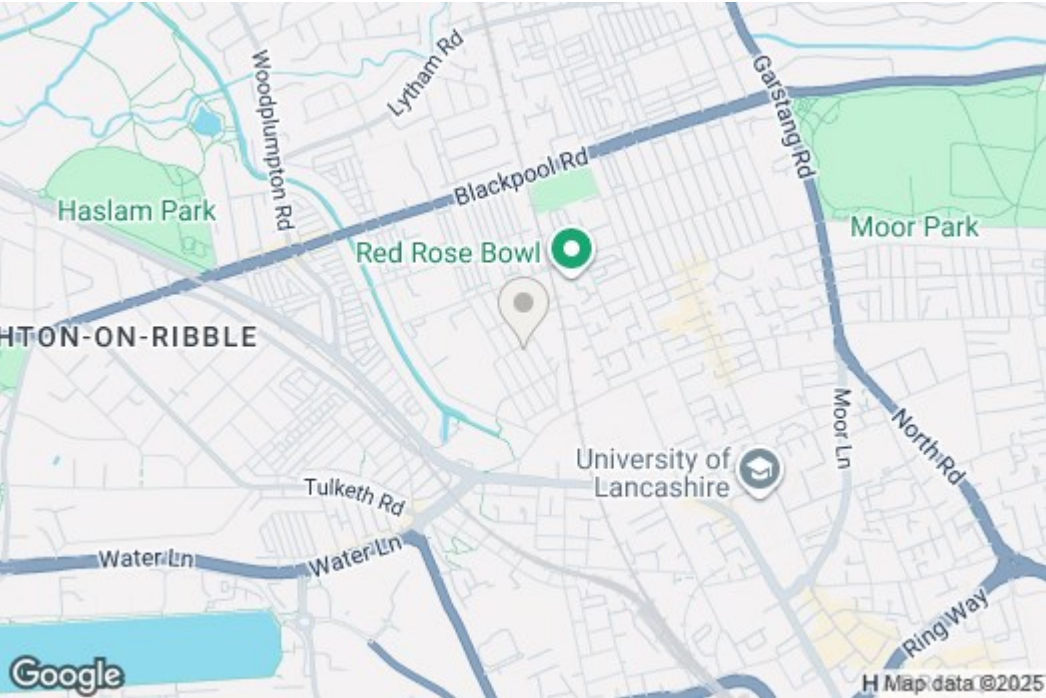 Woodplumpton Rd
Lytham Rd
Garstang Rd
Blackpool Rd
Haslam Park
Moor Park
Red Rose Bowl
HTON-ON-RIBBLE
Moor Ln
North Rd
University of
Lancashire
Tulketh Rd
Water Ln
Water Ln
Ring Way
Google
H
Map data ©2025